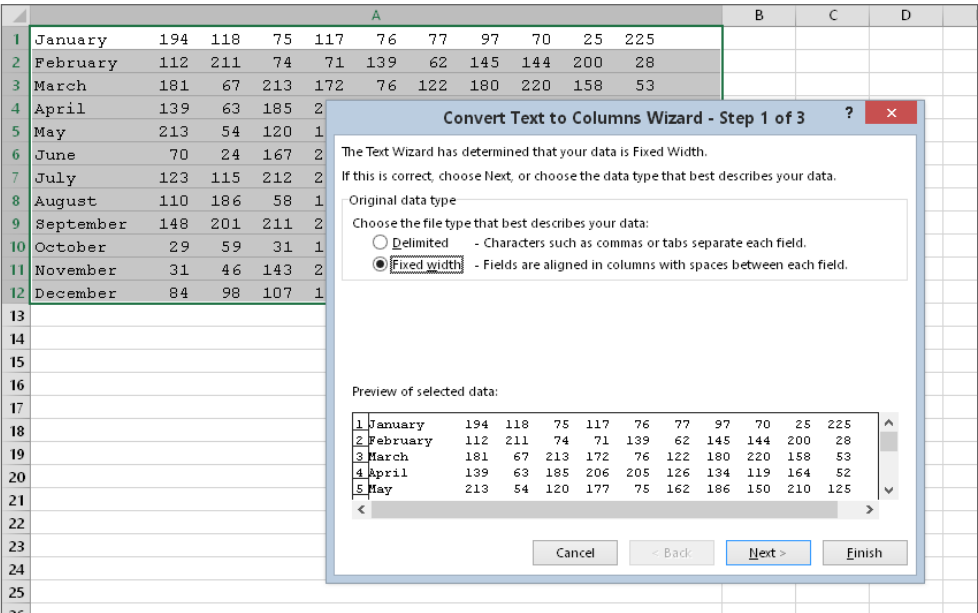 A B C D
1 January 194 118 75 117 76 77 97 70 25 225
2 February 112 211 74 71 139 62 145 144 200 28
3 March 181 67 213 172 76 122 180 220 158 53
4 April 139 63 185 2
5 May 213 54 120 1
6 June 70 24 167 2
7 July 123 115 212 2
8 August 110 186 58 1
9 September 148 201 211 2
10 October 29 59 31 1
11 November 31 46 143 2
12 December 84 98 107 1
13
14
15
16
17
18
19
20
21
22
23
24
25
26
Convert Text to Columns Wizard - Step 1 of 3 ? ×
The Text Wizard has determined that your data is Fixed Width.
If this is correct, choose Next, or choose the data type that best describes your data.
Original data type
Choose the file type that best describes your data:
Delimited - Characters such as commas or tabs separate each field.
Fixed width - Fields are aligned in columns with spaces between each field.
Preview of selected data:
1 January 194 118 75 117 76 77 97 70 25 225
2 February 112 211 74 71 139 62 145 144 200 28
3 March 181 67 213 172 76 122 180 220 158 53
4 April 139 63 185 206 205 126 134 119 164 52
5 May 213 54 120 177 75 162 186 150 210 125
Cancel < Back Next > Finish